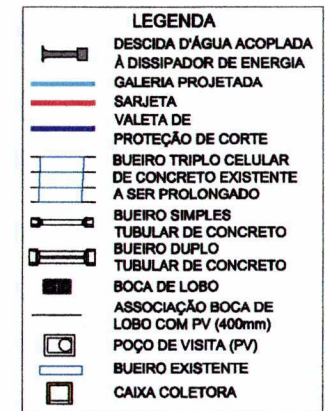 LEGENDA
DESCIDA D'ÁGUA ACOPLADA
À DISSIPADOR DE ENERGIA
GALERIA PROJETADA
SARJETA
VALETA DE
PROTEÇÃO DE CORTE
BUEIRO TRIPLO CELULAR
DE CONCRETO EXISTENTE
A SER PROLONGADO
BUEIRO SIMPLES
TUBULAR DE CONCRETO
BUEIRO DUPLO
TUBULAR DE CONCRETO
BOCA DE LOBO
ASSOCIAÇÃO BOCA DE
LOBO COM PV (400mm)
POÇO DE VISITA (PV)
BUEIRO EXISTENTE
CAIXA COLETORA